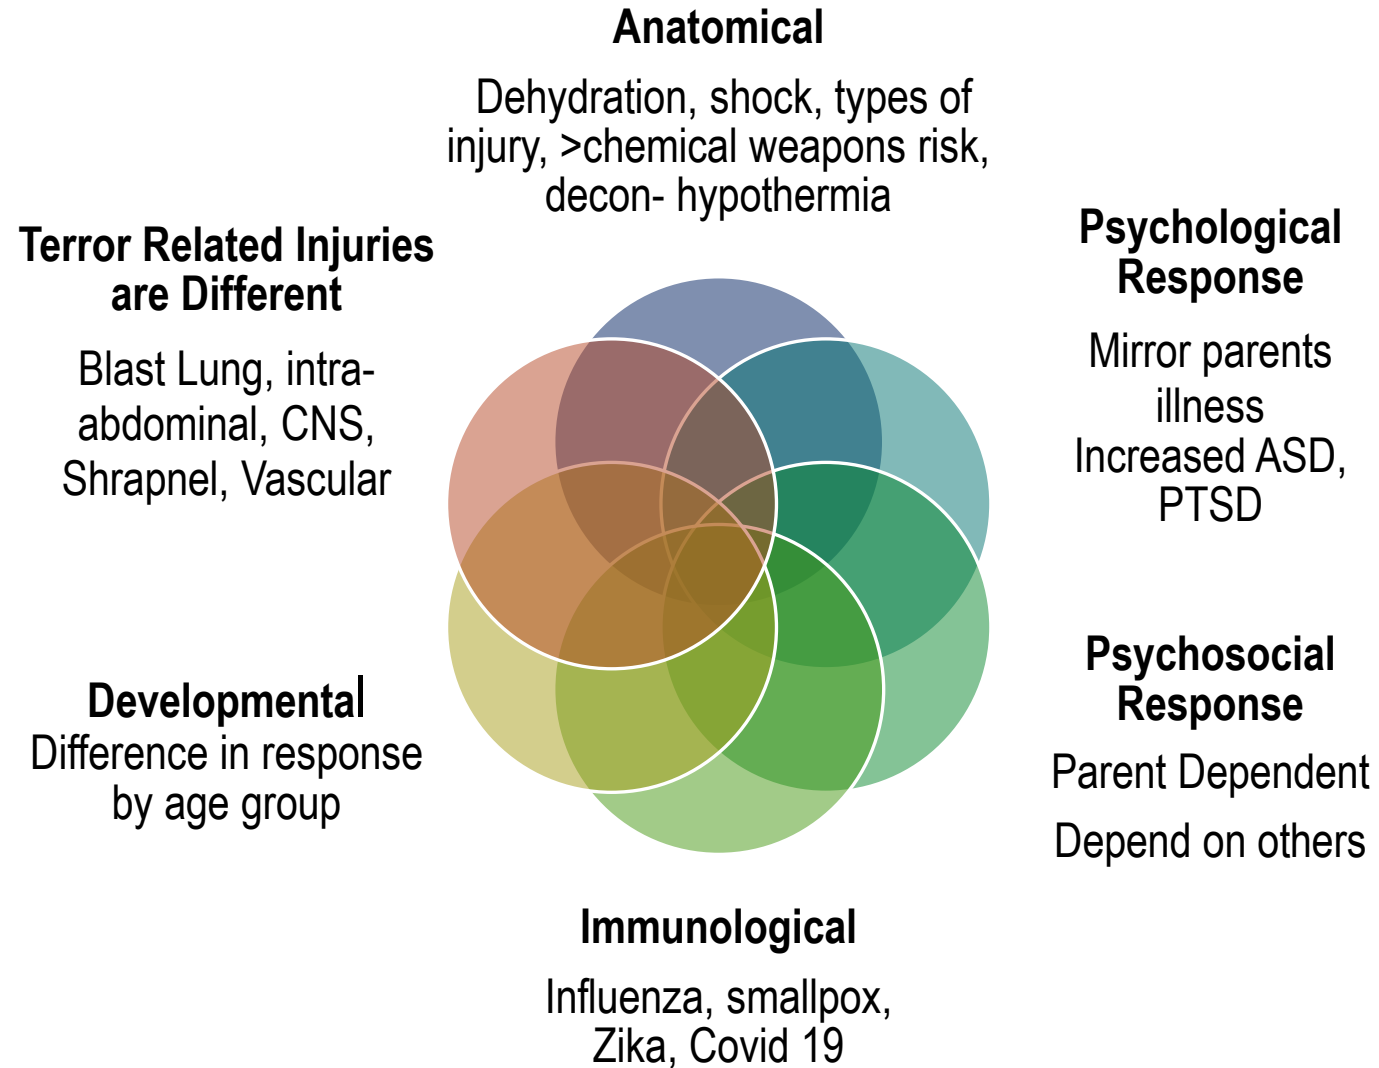 Anatomical
Dehydration, shock, types of
injury, >chemical weapons risk,
decon- hypothermia
Psychological
Response
Mirror parents
illness
Increased ASD,
PTSD
Psychosocial
Response
Parent Dependent
Depend on others
Immunological
Influenza, smallpox,
Zika, Covid 19
Developmental
Difference in response
by age group
Terror Related Injuries
are Different
Blast Lung, intra-
abdominal, CNS,
Shrapnel, Vascular